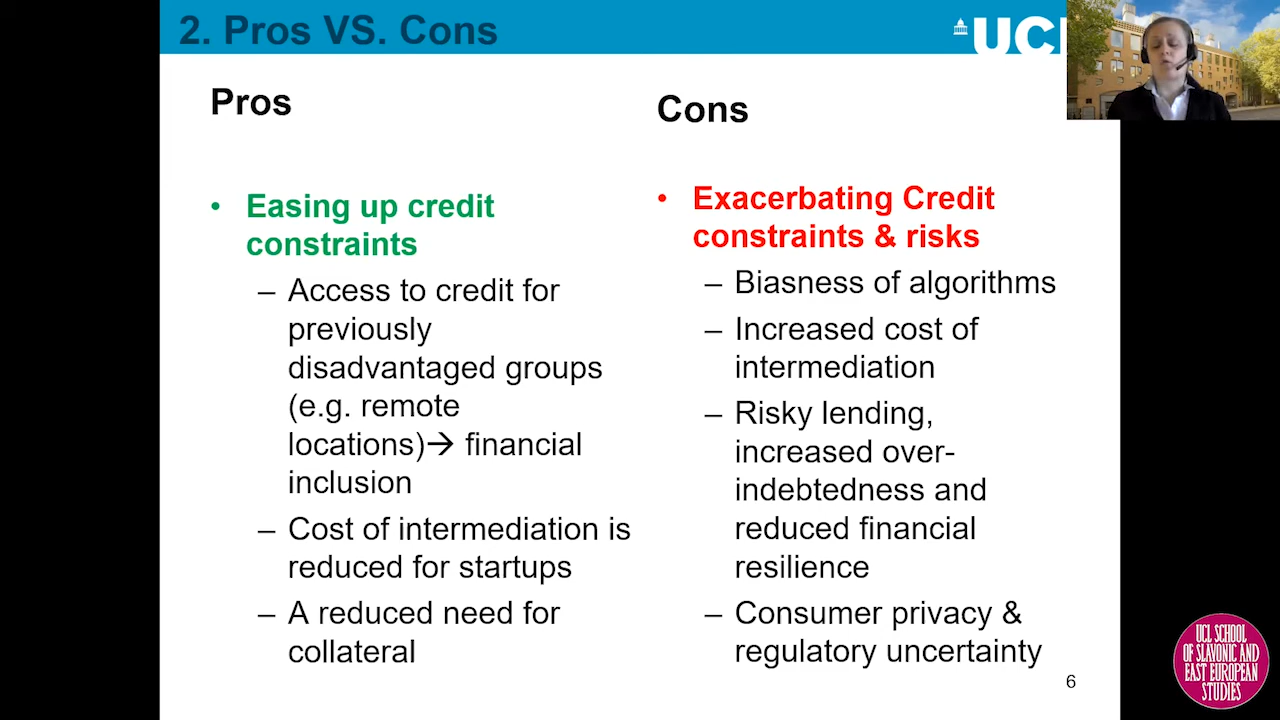 2. Pros VS. Cons
UCL
Pros
• Easing up credit
constraints
– Access to credit for
previously
disadvantaged groups
(e.g. remote
locations)→ financial
inclusion
– Cost of intermediation is
reduced for startups
– A reduced need for
collateral
Cons
• Exacerbating Credit
constraints & risks
– Biasness of algorithms
– Increased cost of
intermediation
– Risky lending,
increased over-
indebtedness and
reduced financial
resilience
– Consumer privacy &
regulatory uncertainty
6
UCL SCHOOL
OF SLAVONIC AND
EAST EUROPEAN
STUDIES